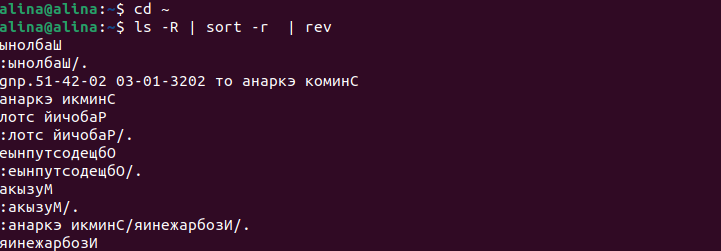 alina@alina:~$ cd ~
alina@alina:~$ ls -R | sort -r  | rev
ынолбаШ
:ынолбаШ/.
gnp.51-42-02 03-01-3202 то анаркэ коминС
анаркэ икминС
лотс йичобаР
:лотс йичобаР/.
еынпутсодещбО
:еынпутсодещбО/.
акызуМ
:акызуМ/.
:анаркэ икминС/яинежарбозИ/.
яинежарбозИ